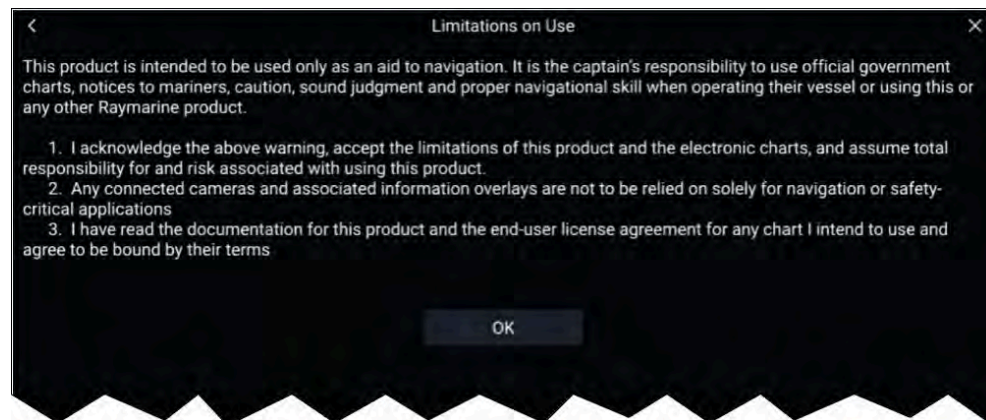 Limitations on Use
This product is intended to be used only as an aid to navigation. It is the captain's responsibility to use official government
charts, notices to mariners, caution, sound judgment and proper navigational skill when operating their vessel or using this or
any other Raymarine product.
1. I acknowledge the above warning, accept the limitations of this product and the electronic charts, and assume total
responsibility for and risk associated with using this product.
2. Any connected cameras and associated information overlays are not to be relied on solely for navigation or safety-
critical applications
3. I have read the documentation for this product and the end-user license agreement for any chart I intend to use and
agree to be bound by their terms
OK